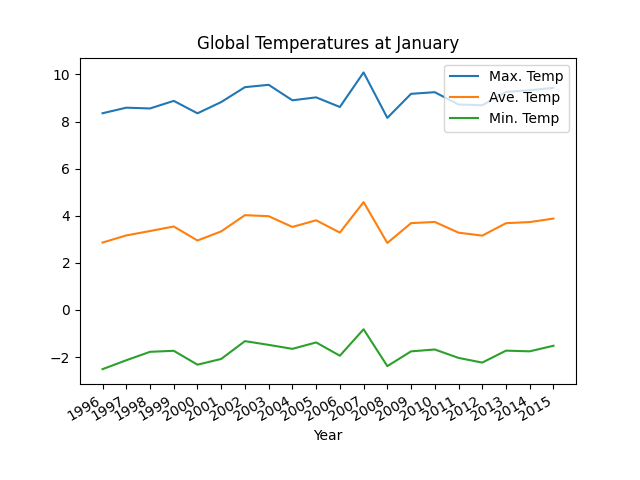 Global Temperatures at January
Max. Temp
Ave. Temp
Min. Temp
10
8
6
4
2
0
−2
1996 1997 1998 1999 2000 2001 2002 2003 2004 2005 2006 2007 2008 2009 2010 2011 2012 2013 2014 2015
Year